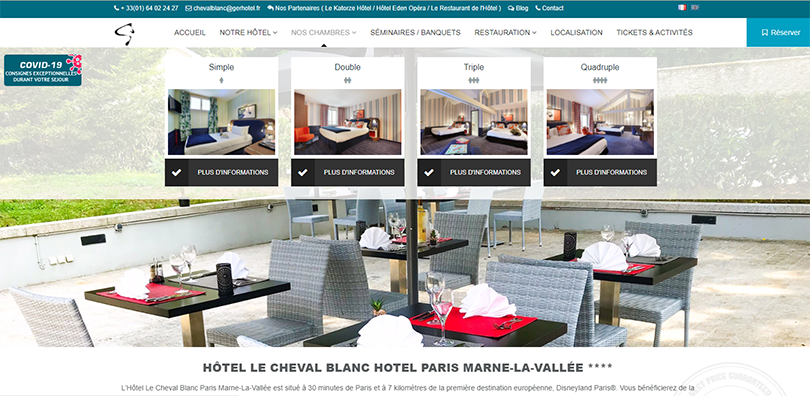 + 33(01) 64 02 24 27 chevalblanc@gerhotel.fr Nos Partenaires ( Le Katorze Hôtel / Hôtel Eden Opéra / Le Restaurant de l'Hôtel ) Blog Contact
ACCUEIL NOTRE HÔTEL NOS CHAMBRES SÉMINAIRES / BANQUETS RESTAURATION LOCALISATION TICKETS & ACTIVITÉS Réserver
COVID-19
CONSIGNES EXCEPTIONNELLES
DURANT VOTRE SEJOUR
Simple Double Triple Quadruple
PLUS D'INFORMATIONS PLUS D'INFORMATIONS PLUS D'INFORMATIONS PLUS D'INFORMATIONS
HÔTEL LE CHEVAL BLANC HOTEL PARIS MARNE-LA-VALLÉE ****
L'Hôtel Le Cheval Blanc Paris Marne-La-Vallée est situé à 30 minutes de Paris et à 7 kilomètres de la première destination européenne, Disneyland Paris®. Vous bénéficierez de la